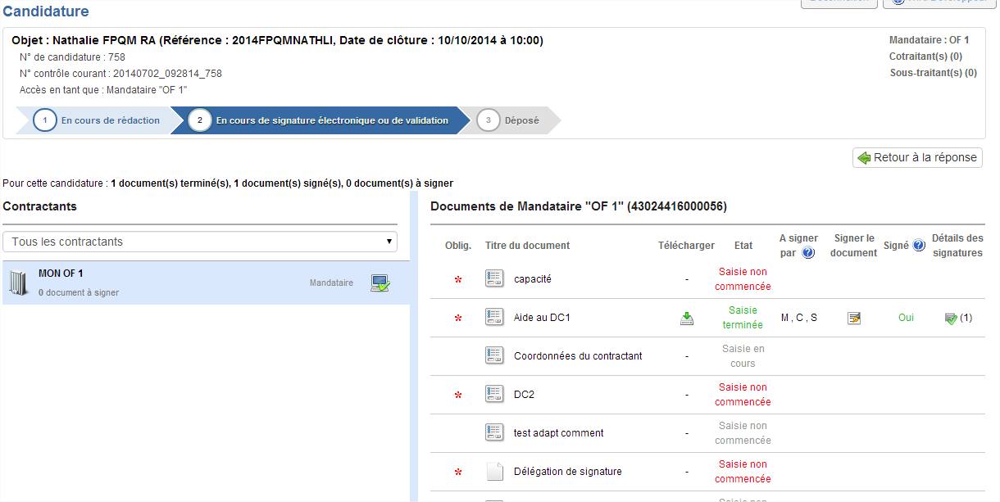 Candidature
Objet : Nathalie FPQM RA (Référence : 2014FPQMNATHLI, Date de clôture : 10/10/2014 à 10:00)
N° de candidature : 758
N° contrôle courant : 20140702_092814_758
Accès en tant que : Mandataire "OF 1"
Mandataire : OF 1
Cotraitant(s) (0)
Sous-traitant(s) (0)
1 En cours de rédaction
2 En cours de signature électronique ou de validation
3 Déposé
Retour à la réponse
Pour cette candidature : 1 document(s) terminé(s), 1 document(s) signé(s), 0 document(s) à signer
Contractants
Tous les contractants
MON OF 1
0 document à signer
Mandataire
Documents de Mandataire "OF 1" (43024416000056)
Oblig. Titre du document Télécharger Etat A signer par ? Signer le document Signé ? Détails des signatures
* capacité - Saisie non commencée
* Aide au DC1 Saisie terminée M , C , S Oui (1)
Coordonnées du contractant - Saisie en cours
* DC2 - Saisie non commencée
test adapt comment - Saisie non commencée
* Délégation de signature - Saisie non commencée